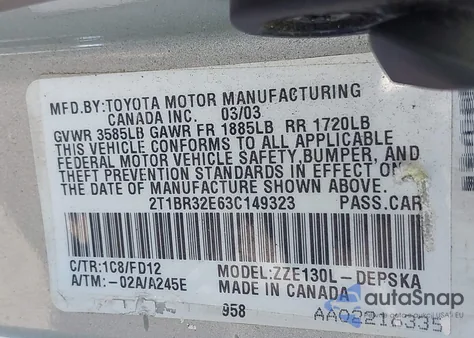 MFD.BY:TOYOTA MOTOR MANUFACTURING
CANADA INC. 03/03
GVWR 3585LB GAWR FR 1885LB RR 1720LB
THIS VEHICLE CONFORMS TO ALL APPLICABLE
FEDERAL MOTOR VEHICLE SAFETY,BUMPER, AND
THEFT PREVENTION STANDARDS IN EFFECT ON
THE DATE OF MANUFACTURE SHOWN ABOVE.
2T1BR32E63C149323 PASS.CAR
C/TR:1C8/FD12 MODEL:ZZE130L-DEPSKA
A/TM:-02A/A245E MADE IN CANADA
958 AA02216335
autoSnap